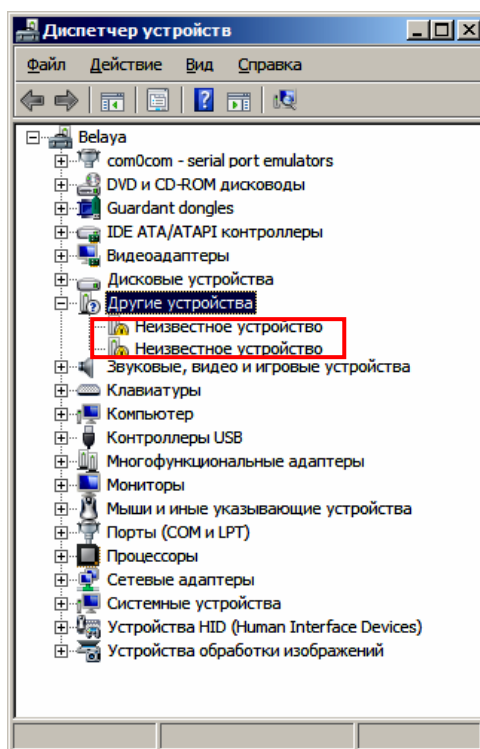 Диспетчер устройств
Файл Действие Вид Справка
Belaya
com0com - serial port emulators
DVD и CD-ROM дисководы
Guardant dongles
IDE ATA/ATAPI контроллеры
Видеоадаптеры
Дисковые устройства
Другие устройства
Неизвестное устройство
Неизвестное устройство
Звуковые, видео и игровые устройства
Клавиатуры
Компьютер
Контроллеры USB
Многофункциональные адаптеры
Мониторы
Мыши и иные указывающие устройства
Порты (COM и LPT)
Процессоры
Сетевые адаптеры
Системные устройства
Устройства HID (Human Interface Devices)
Устройства обработки изображений